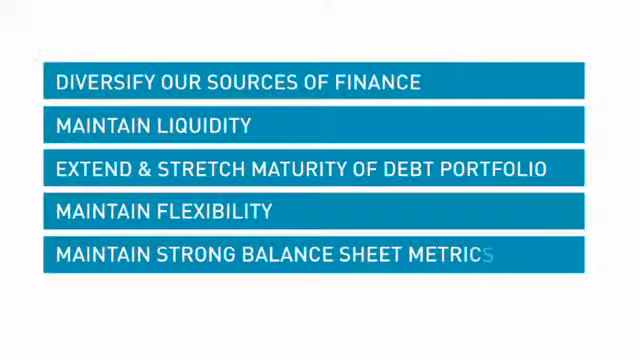 DIVERSIFY OUR SOURCES OF FINANCE
MAINTAIN LIQUIDITY
EXTEND & STRETCH MATURITY OF DEBT PORTFOLIO
MAINTAIN FLEXIBILITY
MAINTAIN STRONG BALANCE SHEET METRICS